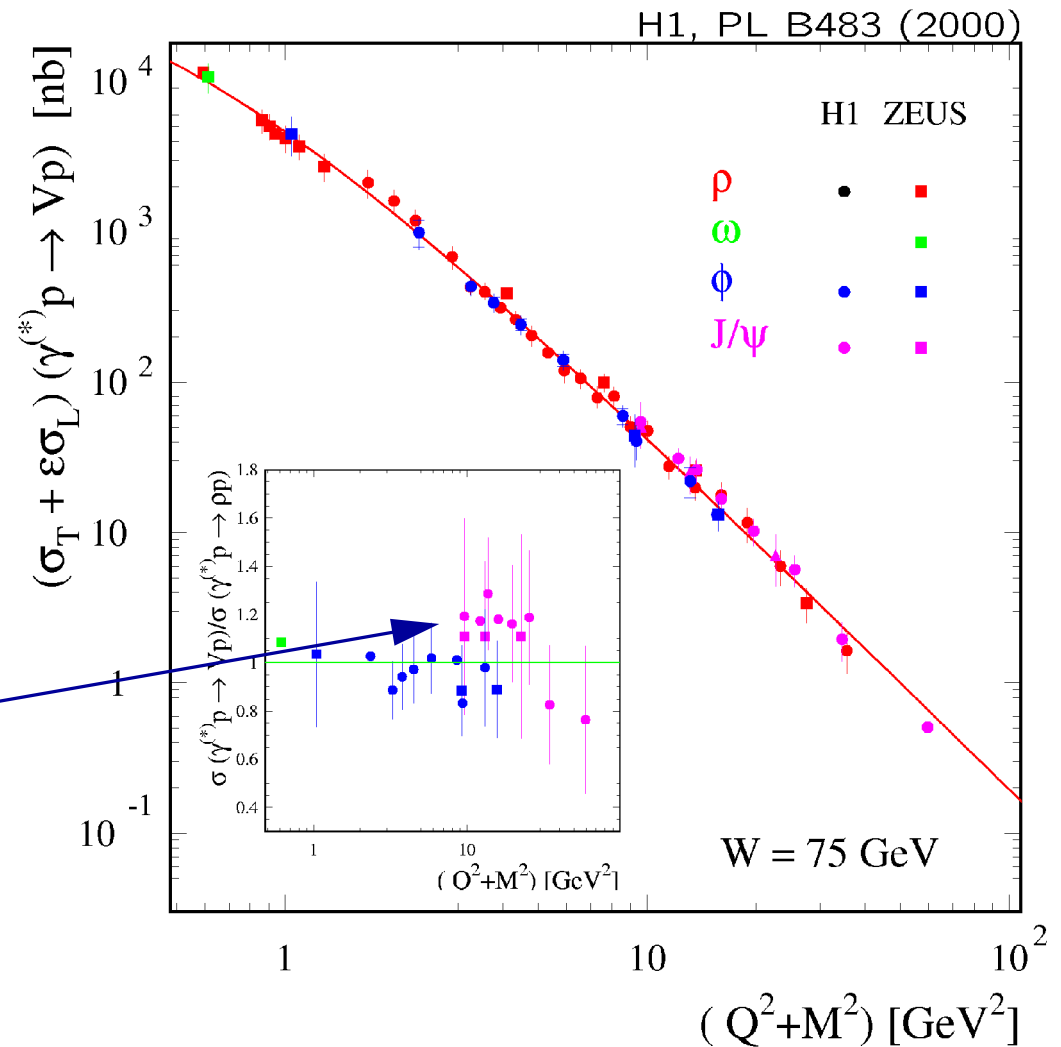 H1, PL B483 (2000)
(σ_T + εσ_L) (γ^(*)p → Vp) [nb]
10^4
10^3
10^2
10
1
10^-1
H1 ZEUS
ρ
ω
ϕ
J/ψ
σ (γ^(*)p → Vp)/σ (γ^(*)p → ρp)
1.8
1.6
1.4
1.2
1
0.8
0.6
0.4
1 10
( Q^2+M^2) [GeV^2]
W = 75 GeV
1 10 10^2
( Q^2+M^2) [GeV^2]